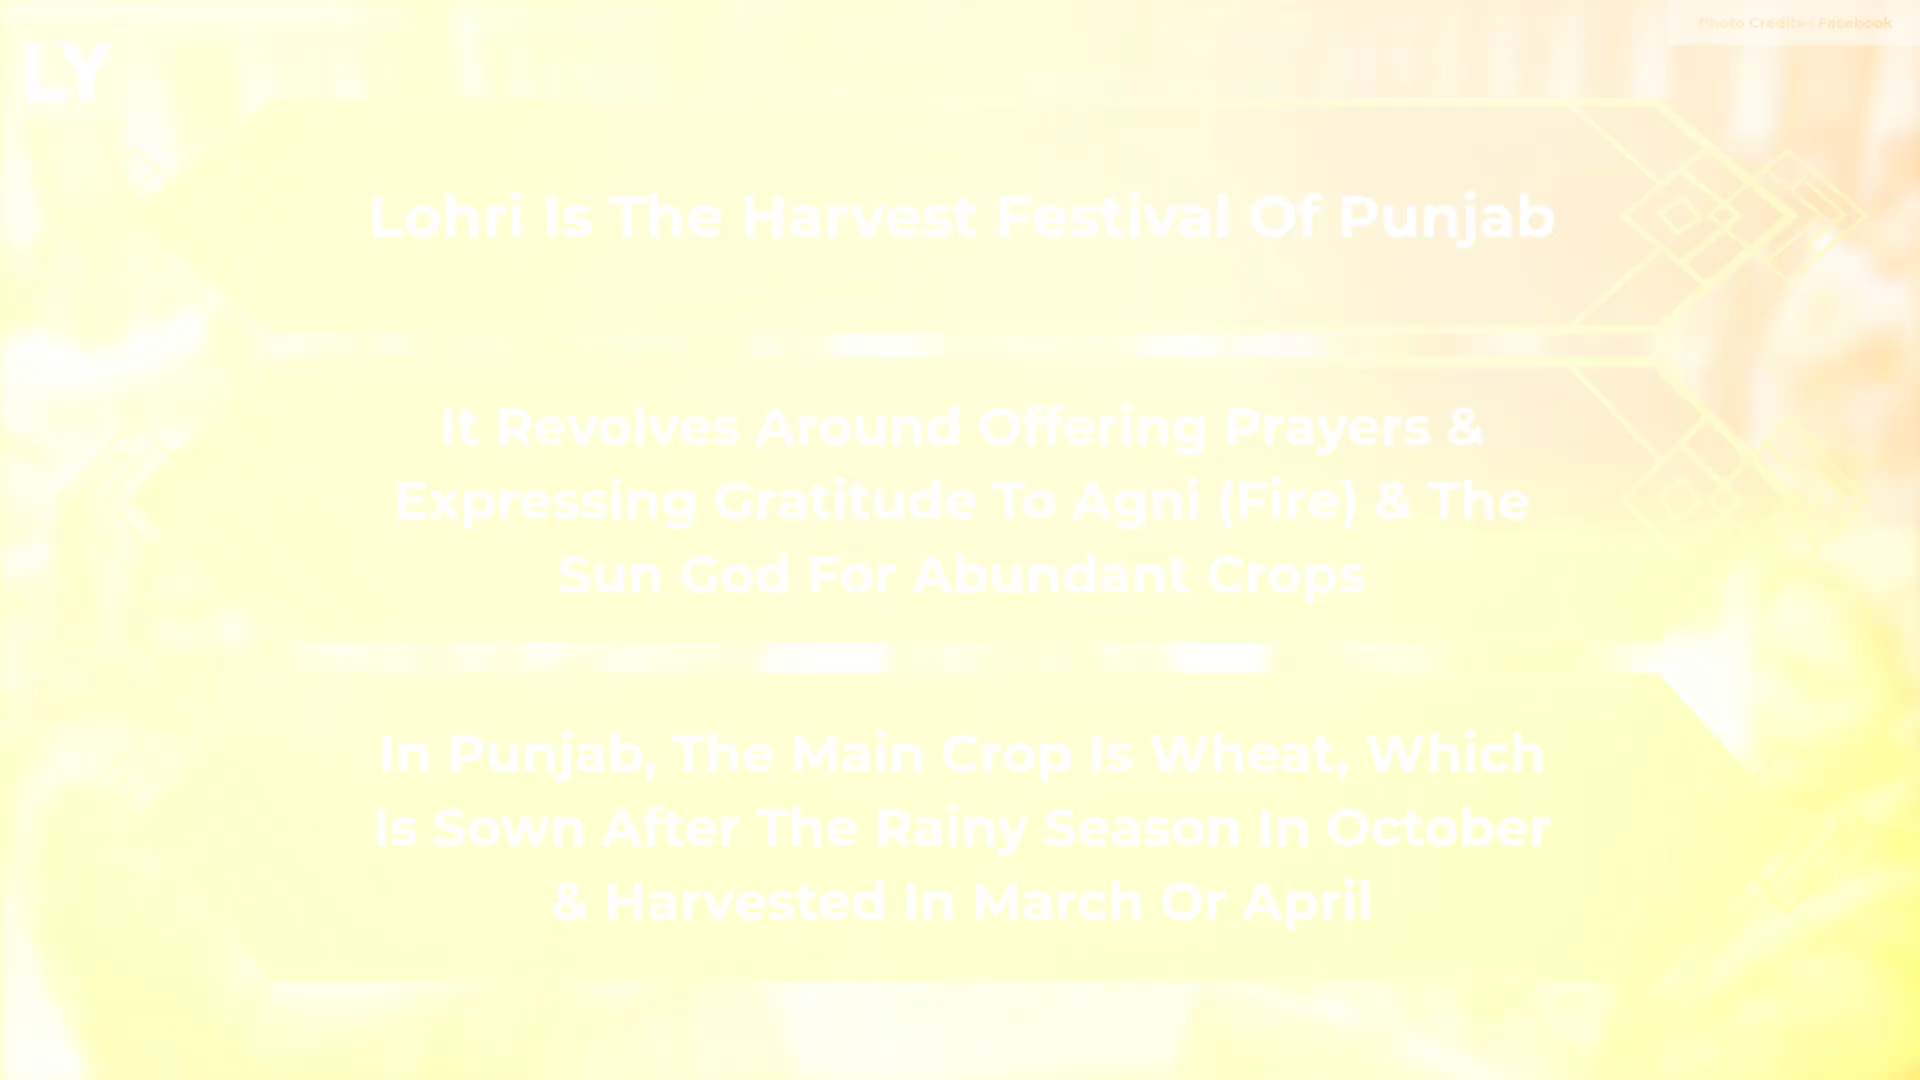 Photo Credits: Facebook
LY
Lohri Is The Harvest Festival Of Punjab
It Revolves Around Offering Prayers &
Expressing Gratitude To Agni (Fire) & The
Sun God For Abundant Crops
In Punjab, The Main Crop Is Wheat, Which
Is Sown After The Rainy Season In October
& Harvested In March Or April